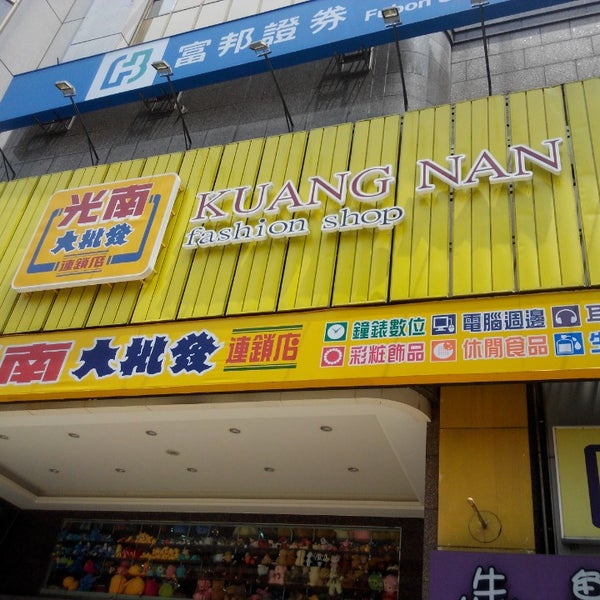 富邦證券 Fubon
KUANG NAN
fashion shop
光南
大批發
連鎖店
南 大批發 連鎖店
鐘錶數位 電腦週邊
彩粧飾品 休閒食品